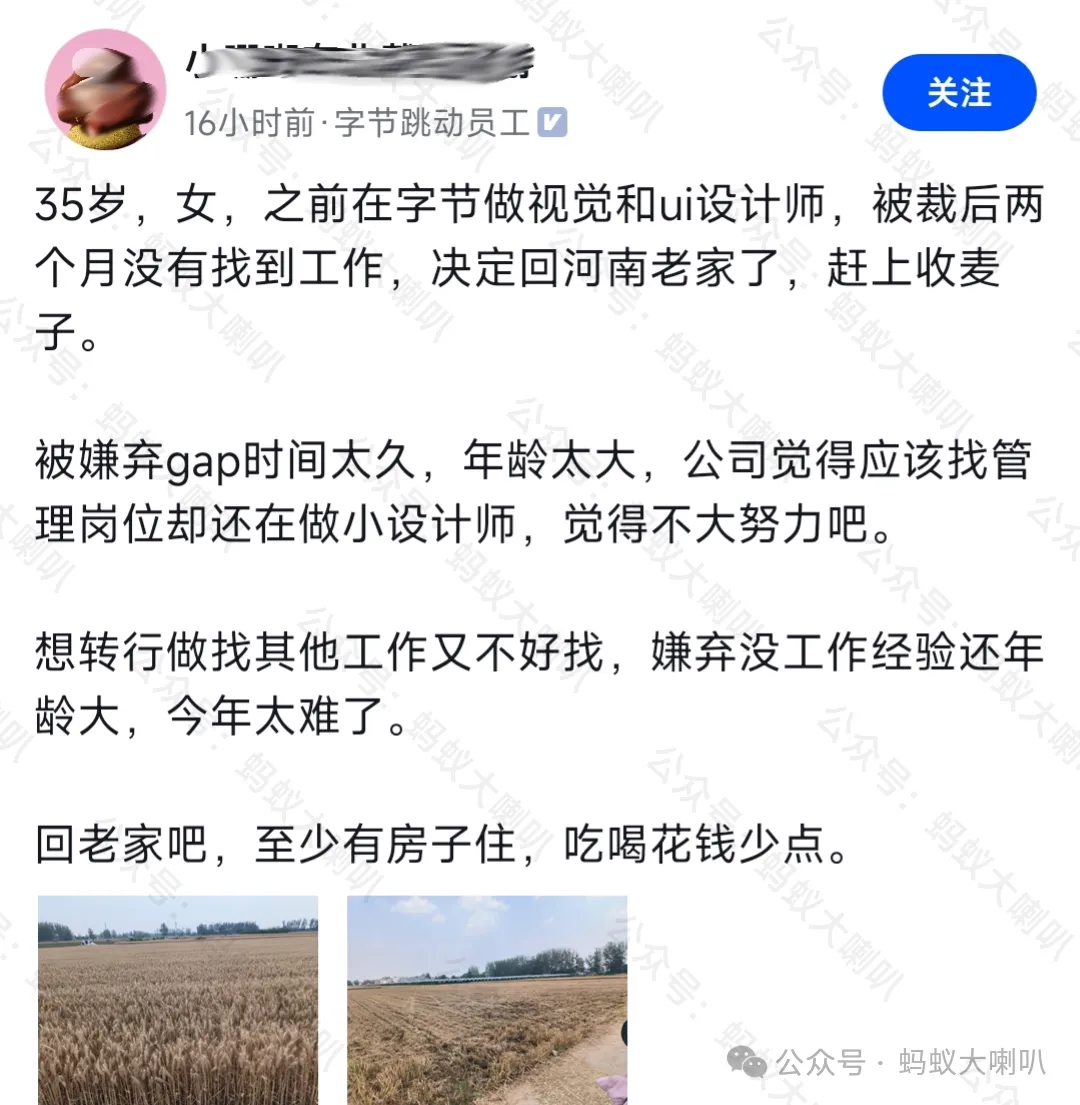 小
16小时前·字节跳动员工
关注
35岁，女，之前在字节做视觉和ui设计师，被裁后两
个月没有找到工作，决定回河南老家了，赶上收麦
子。
被嫌弃gap时间太久，年龄太大，公司觉得应该找管
理岗位却还在做小设计师，觉得不大努力吧。
想转行做找其他工作又不好找，嫌弃没工作经验还年
龄大，今年太难了。
回老家吧，至少有房子住，吃喝花钱少点。
公众号 · 蚂蚁大喇叭